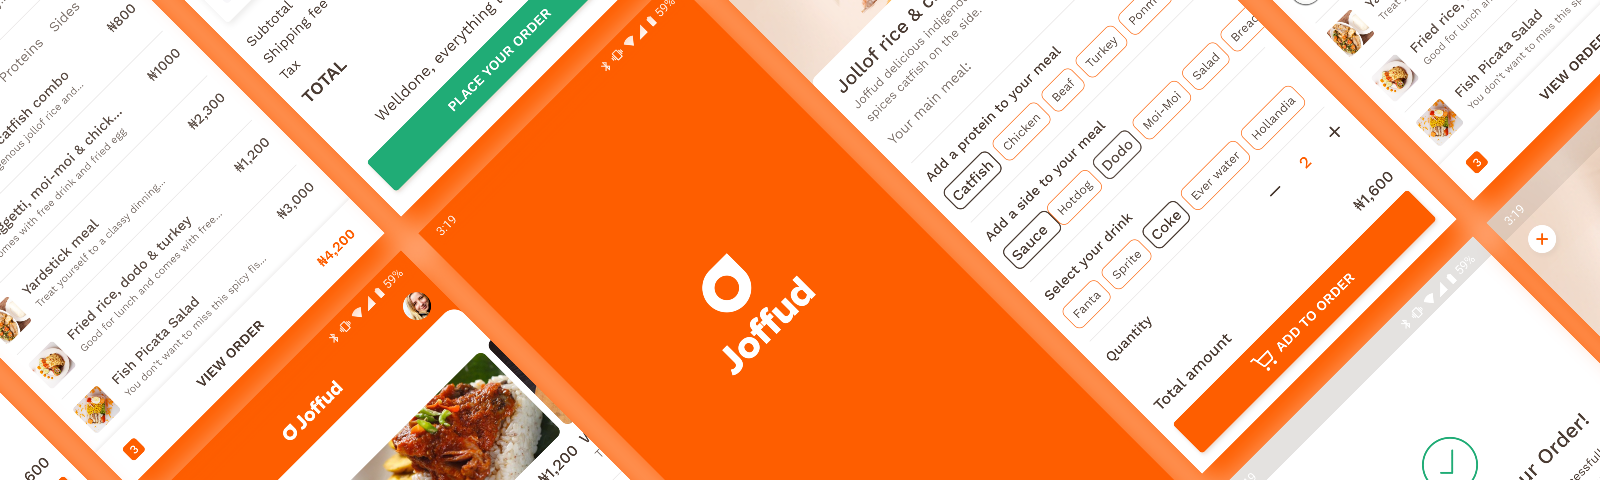 Proteins Sides
₦800
catfish combo
₦1000
igenous jollof rice and...
ggetti, moi-moi & chick...
₦2,300
omes with free drink and fried egg
Yardstick meal
₦1,200
Treat yourself to a classy dinning...
Fried rice, dodo & turkey
₦3,000
Good for lunch and comes with free...
Fish Picata Salad
₦4,200
You don't want to miss this spicy fis...
VIEW ORDER
3
600
Subtotal
Shipping fee
Tax
TOTAL
Welldone, everything t
PLACE YOUR ORDER
59%
Joffud
₦1,200
3:19
59%
Joffud
Jollof rice & c
Joffud delicious indigenou
spices catfish on the side.
Your main meal:
Add a protein to your meal
Catfish
Chicken
Beaf
Turkey
Ponm
Add a side to your meal
Sauce
Hotdog
Dodo
Moi-Moi
Salad
Bread
Select your drink
Fanta
Sprite
Coke
Ever water
Hollandia
Quantity
2
Total amount
₦1,600
ADD TO ORDER
Fried rice,
Good for lunch an
Fish Picata Salad
You don't want to miss this sp
VIEW ORDER
3
3:19
59%
ur Order!